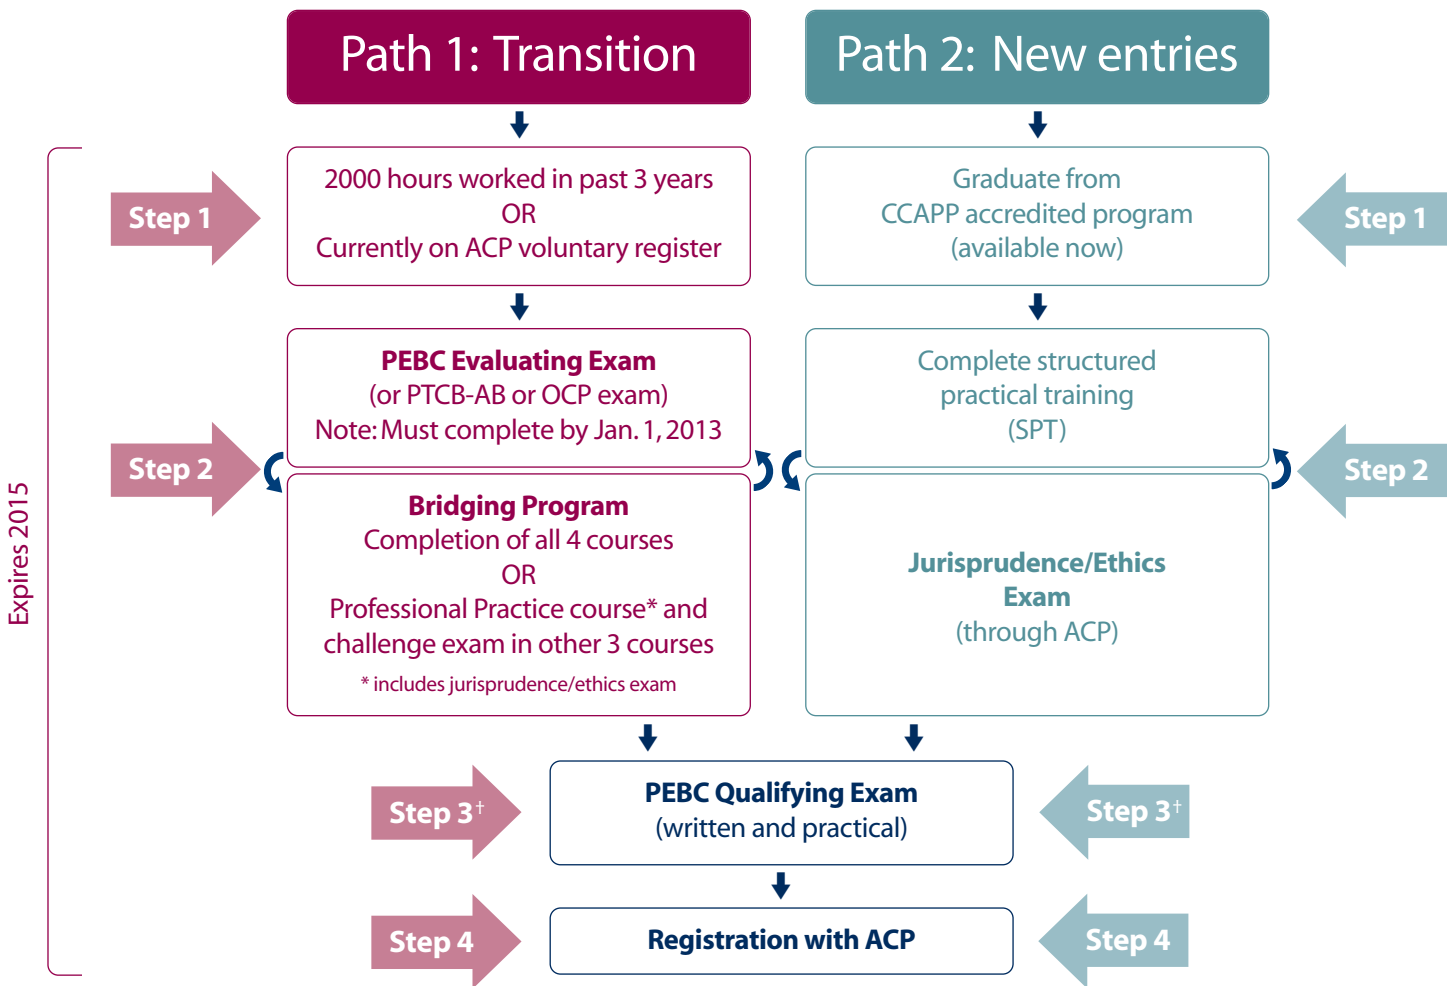 Path 1: Transition
Path 2: New entries
Expires 2015
Step 1
2000 hours worked in past 3 years
OR
Currently on ACP voluntary register
Graduate from
CCAPP accredited program
(available now)
Step 1
Step 2
PEBC Evaluating Exam
(or PTCB-AB or OCP exam)
Note: Must complete by Jan. 1, 2013
Bridging Program
Completion of all 4 courses
OR
Professional Practice course* and
challenge exam in other 3 courses
* includes jurisprudence/ethics exam
Complete structured
practical training
(SPT)
Jurisprudence/Ethics
Exam
(through ACP)
Step 2
Step 3†
PEBC Qualifying Exam
(written and practical)
Step 3†
Step 4
Registration with ACP
Step 4